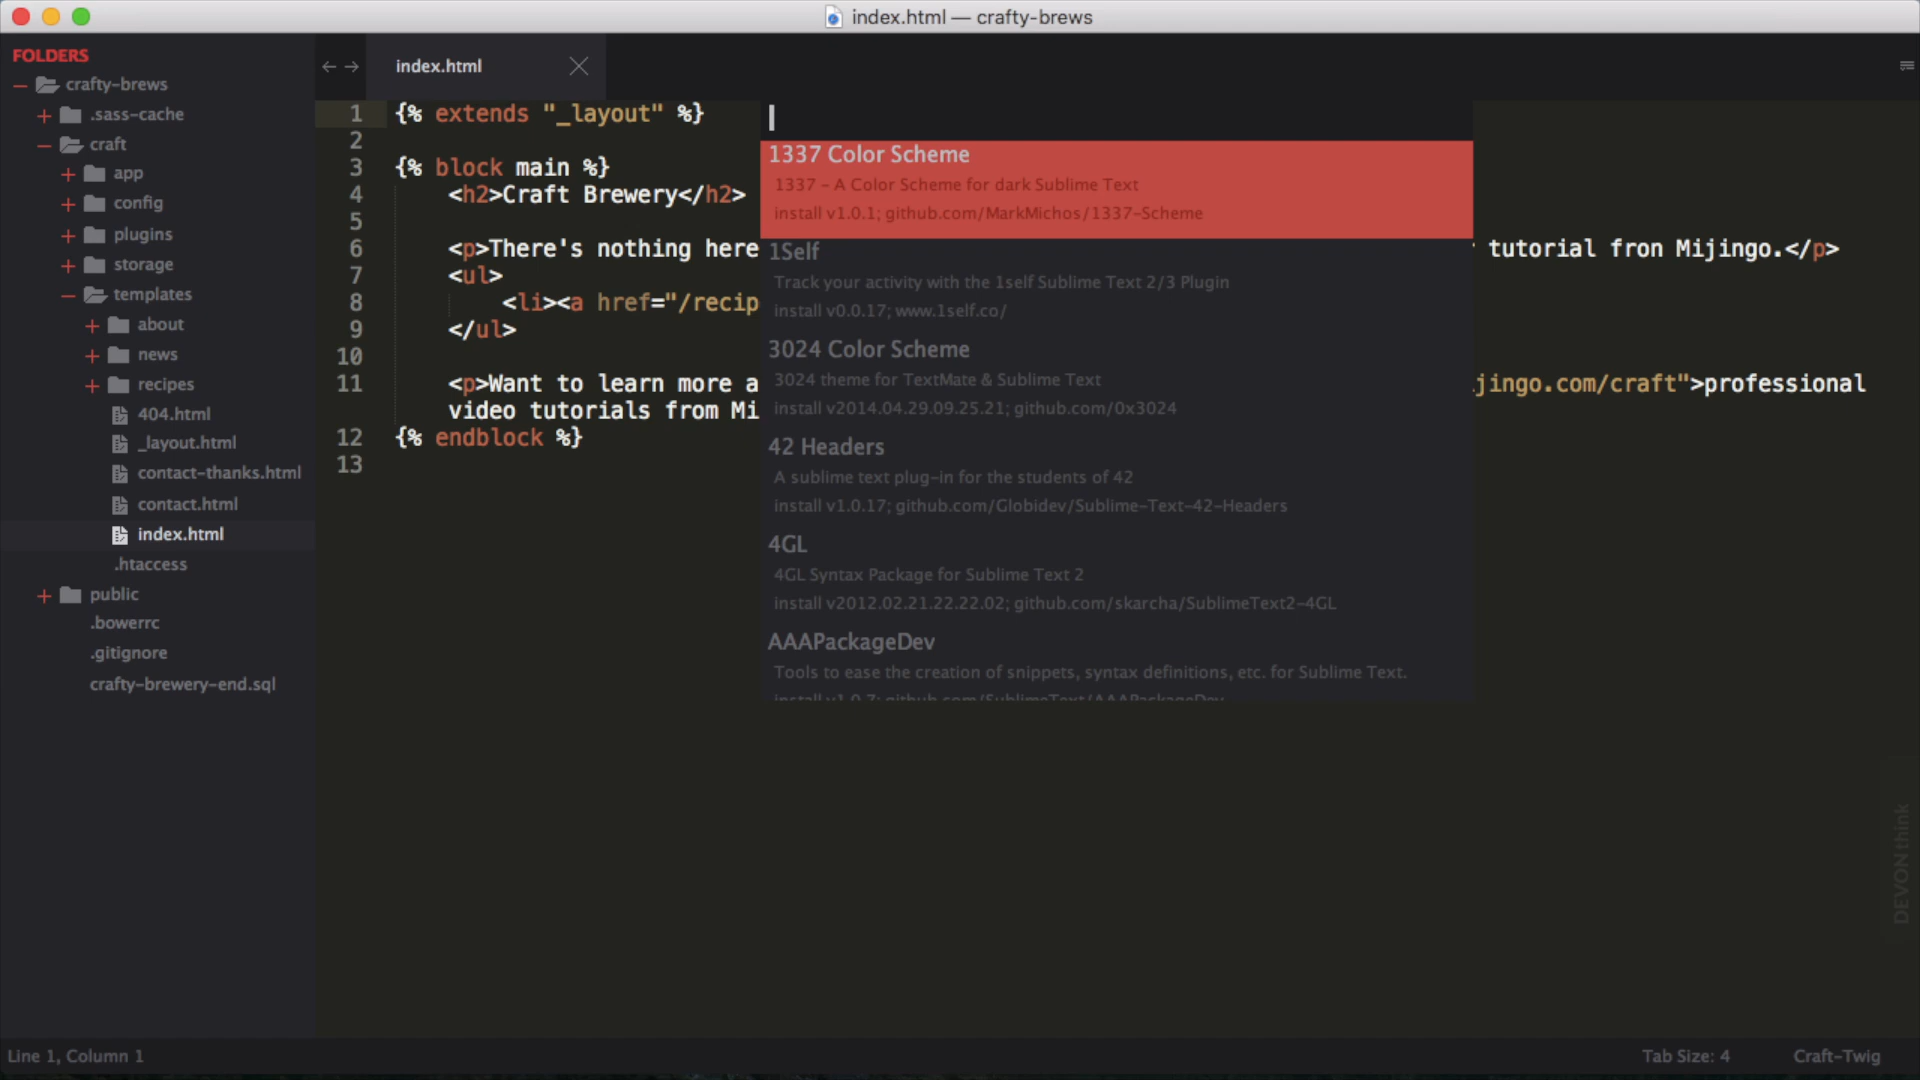 index.html — crafty-brews
FOLDERS
crafty-brews
.sass-cache
craft
app
config
plugins
storage
templates
about
news
recipes
404.html
_layout.html
contact-thanks.html
contact.html
index.html
.htaccess
public
.bowerrc
.gitignore
crafty-brewery-end.sql
index.html
1 {% extends "_layout" %}
2
3 {% block main %}
4 <h2>Craft Brewery</h2>
5
6 <p>There's nothing here tutorial fron Mijingo.</p>
7 <ul>
8 <li><a href="/recip
9 </ul>
10
11 <p>Want to learn more a jingo.com/craft">professional
video tutorials from Mi
12 {% endblock %}
13
1337 Color Scheme
1337 - A Color Scheme for dark Sublime Text
install v1.0.1; github.com/MarkMichos/1337-Scheme
1Self
Track your activity with the 1self Sublime Text 2/3 Plugin
install v0.0.17; www.1self.co/
3024 Color Scheme
3024 theme for TextMate & Sublime Text
install v2014.04.29.09.25.21; github.com/0x3024
42 Headers
A sublime text plug-in for the students of 42
install v1.0.17; github.com/Globidev/Sublime-Text-42-Headers
4GL
4GL Syntax Package for Sublime Text 2
install v2012.02.21.22.22.02; github.com/skarcha/SublimeText2-4GL
AAAPackageDev
Tools to ease the creation of snippets, syntax definitions, etc. for Sublime Text.
install v1.0.7; github.com/SublimeText/AAAPackageDev
DEVONthink
Line 1, Column 1
Tab Size: 4
Craft-Twig